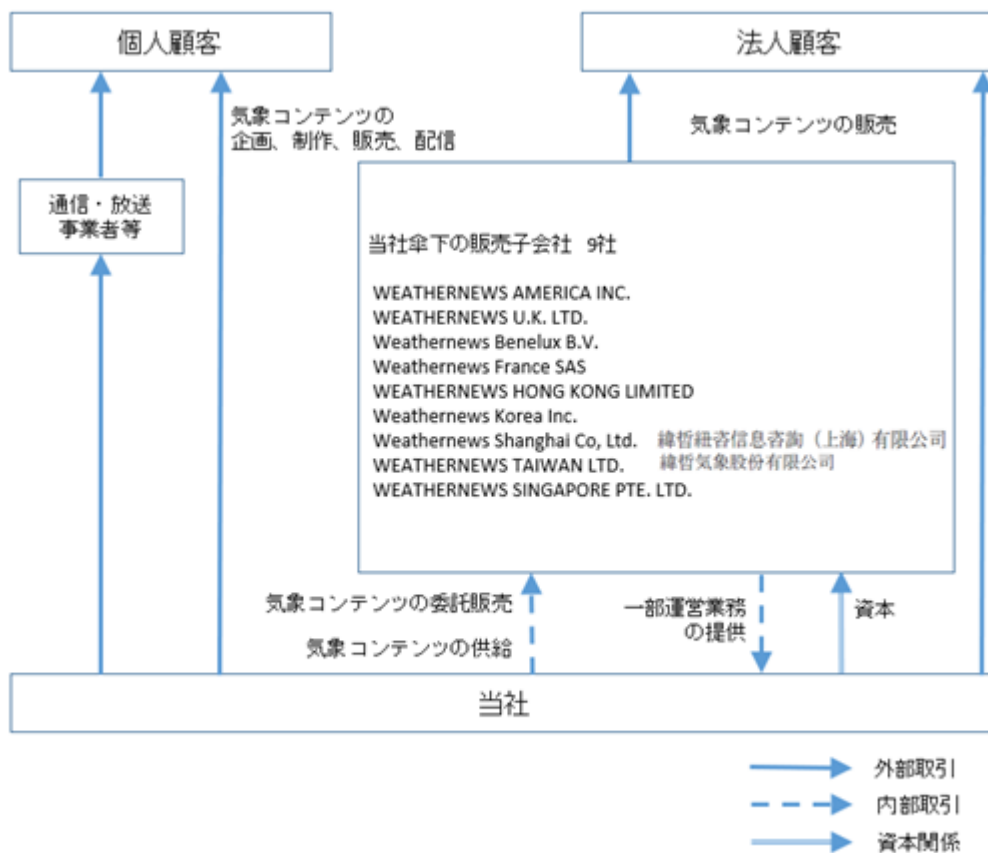 個人顧客
法人顧客
気象コンテンツの
企画、制作、販売、配信
気象コンテンツの販売
通信・放送
事業者等
当社傘下の販売子会社 9社
WEATHERNEWS AMERICA INC.
WEATHERNEWS U.K. LTD.
Weathernews Benelux B.V.
Weathernews France SAS
WEATHERNEWS HONG KONG LIMITED
Weathernews Korea Inc.
Weathernews Shanghai Co, Ltd. 緯哲紐咨信息咨詢（上海）有限公司
WEATHERNEWS TAIWAN LTD. 緯哲気象股份有限公司
WEATHERNEWS SINGAPORE PTE. LTD.
気象コンテンツの委託販売
気象コンテンツの供給
一部運営業務
の提供
資本
当社
外部取引
内部取引
資本関係